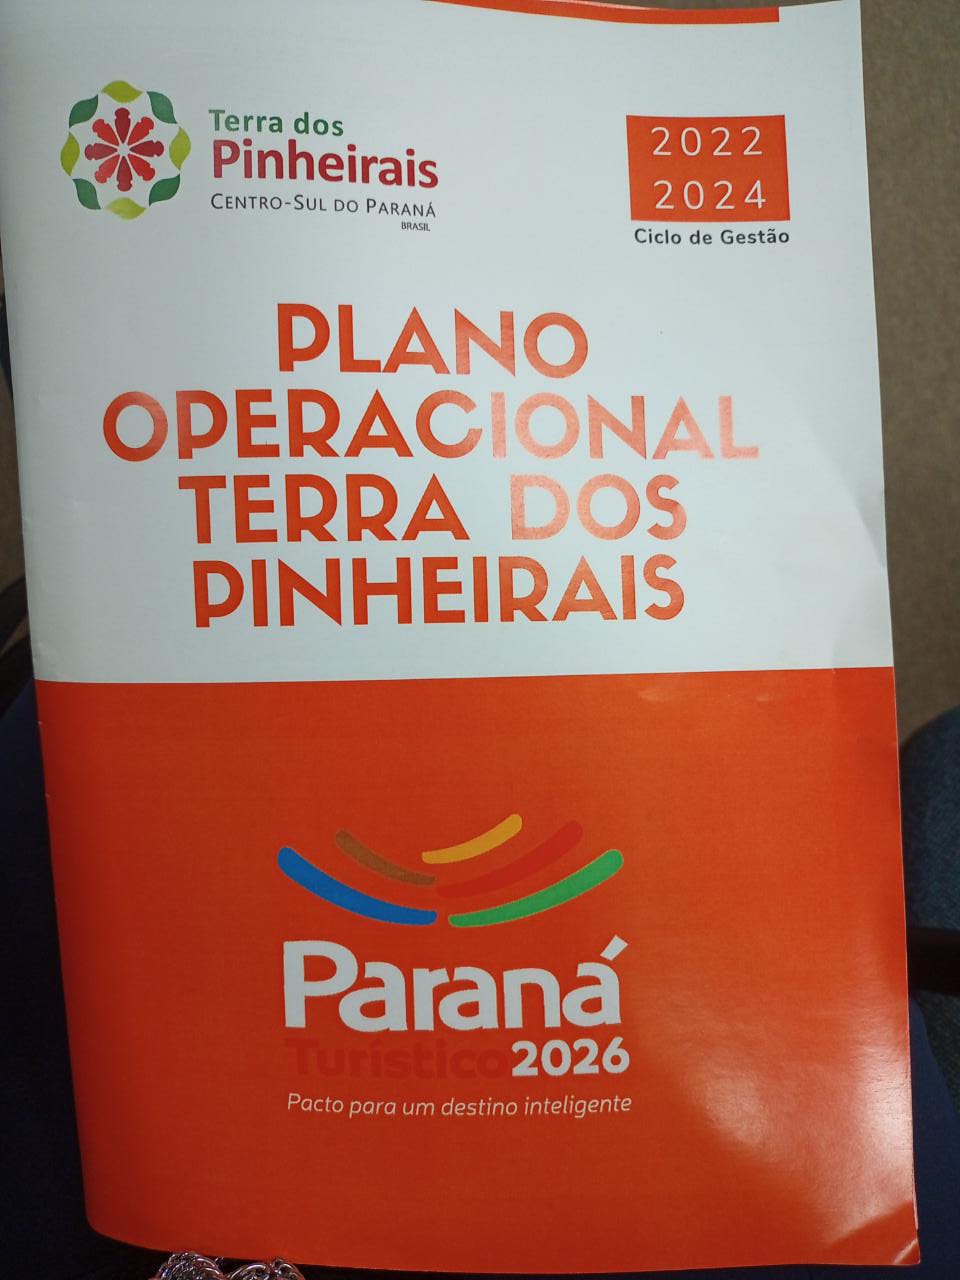 Terra dos
Pinheirais
CENTRO-SUL DO PARANÁ
BRASIL
2022
2024
Ciclo de Gestão
PLANO
OPERACIONAL
TERRA DOS
PINHEIRAIS
Paraná
Turístico 2026
Pacto para um destino inteligente